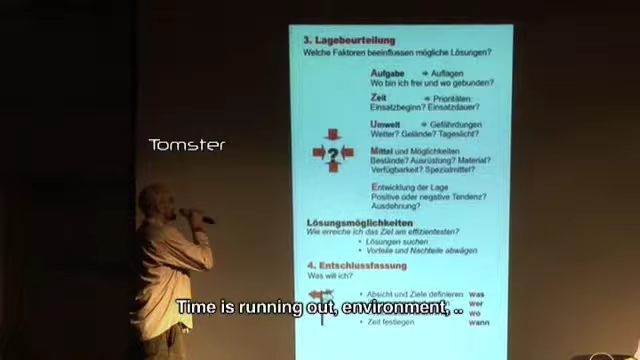 3. Lagebeurteilung
Welche Faktoren beeinflussen mögliche Lösungen?
Aufgabe ➔ Auflagen
Wo bin ich frei und wo gebunden?
Zeit ➔ Prioritäten
Einsatzbeginn? Einsatzdauer?
Umwelt ➔ Gefährdungen
Wetter? Gelände? Tageslicht?
Mittel und Möglichkeiten
Bestände? Ausrüstung? Material?
Verfügbarkeit? Spezialmittel?
Entwicklung der Lage
Positive oder negative Tendenz?
Ausdehnung?
?
Tomster
Lösungsmöglichkeiten
Wie erreiche ich das Ziel am effizientesten?
• Lösungen suchen
• Vorteile und Nachteile abwägen
4. Entschlussfassung
Was will ich?
• Absicht und Ziele definieren was
wer
wo
• Zeit festlegen wann
Time is running out, environment, ..